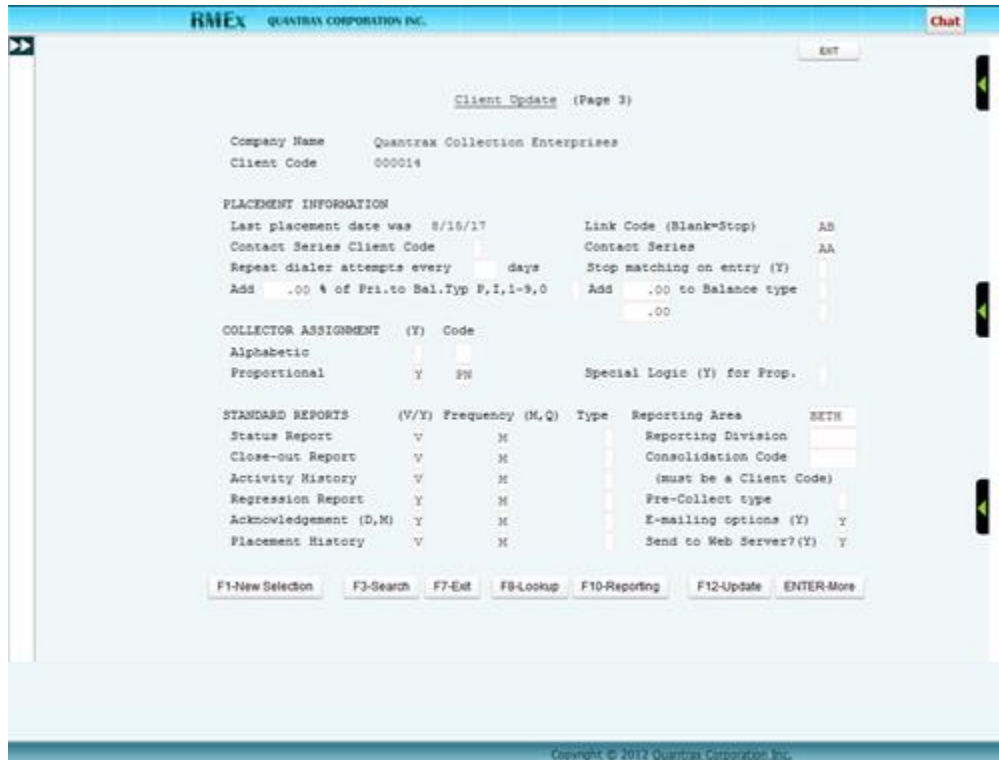 RMEx QUANTRAX CORPORATION INC. Chat
EXIT
Client Update (Page 3)
Company Name Quantrax Collection Enterprises
Client Code 000014
PLACEMENT INFORMATION
Last placement date was 8/15/17 Link Code (Blank=Stop) AB
Contact Series Client Code Contact Series AA
Repeat dialer attempts every days Stop matching on entry (Y)
Add .00 % of Pri.to Bal.Typ P,I,1-9,0 Add .00 to Balance type
.00
COLLECTOR ASSIGNMENT (Y) Code
Alphabetic
Proportional Y PN Special Logic (Y) for Prop.
STANDARD REPORTS (V/Y) Frequency (M,Q) Type Reporting Area BETH
Status Report V M Reporting Division
Close-out Report V M Consolidation Code
Activity History V M (must be a Client Code)
Regression Report Y M Pre-Collect type
Acknowledgement (D,M) Y M E-mailing options (Y) Y
Placement History V M Send to Web Server?(Y) Y
F1-New Selection F3-Search F7-Exit F8-Lookup F10-Reporting F12-Update ENTER-More
Copyright © 2012 Quantrax Corporation Inc.